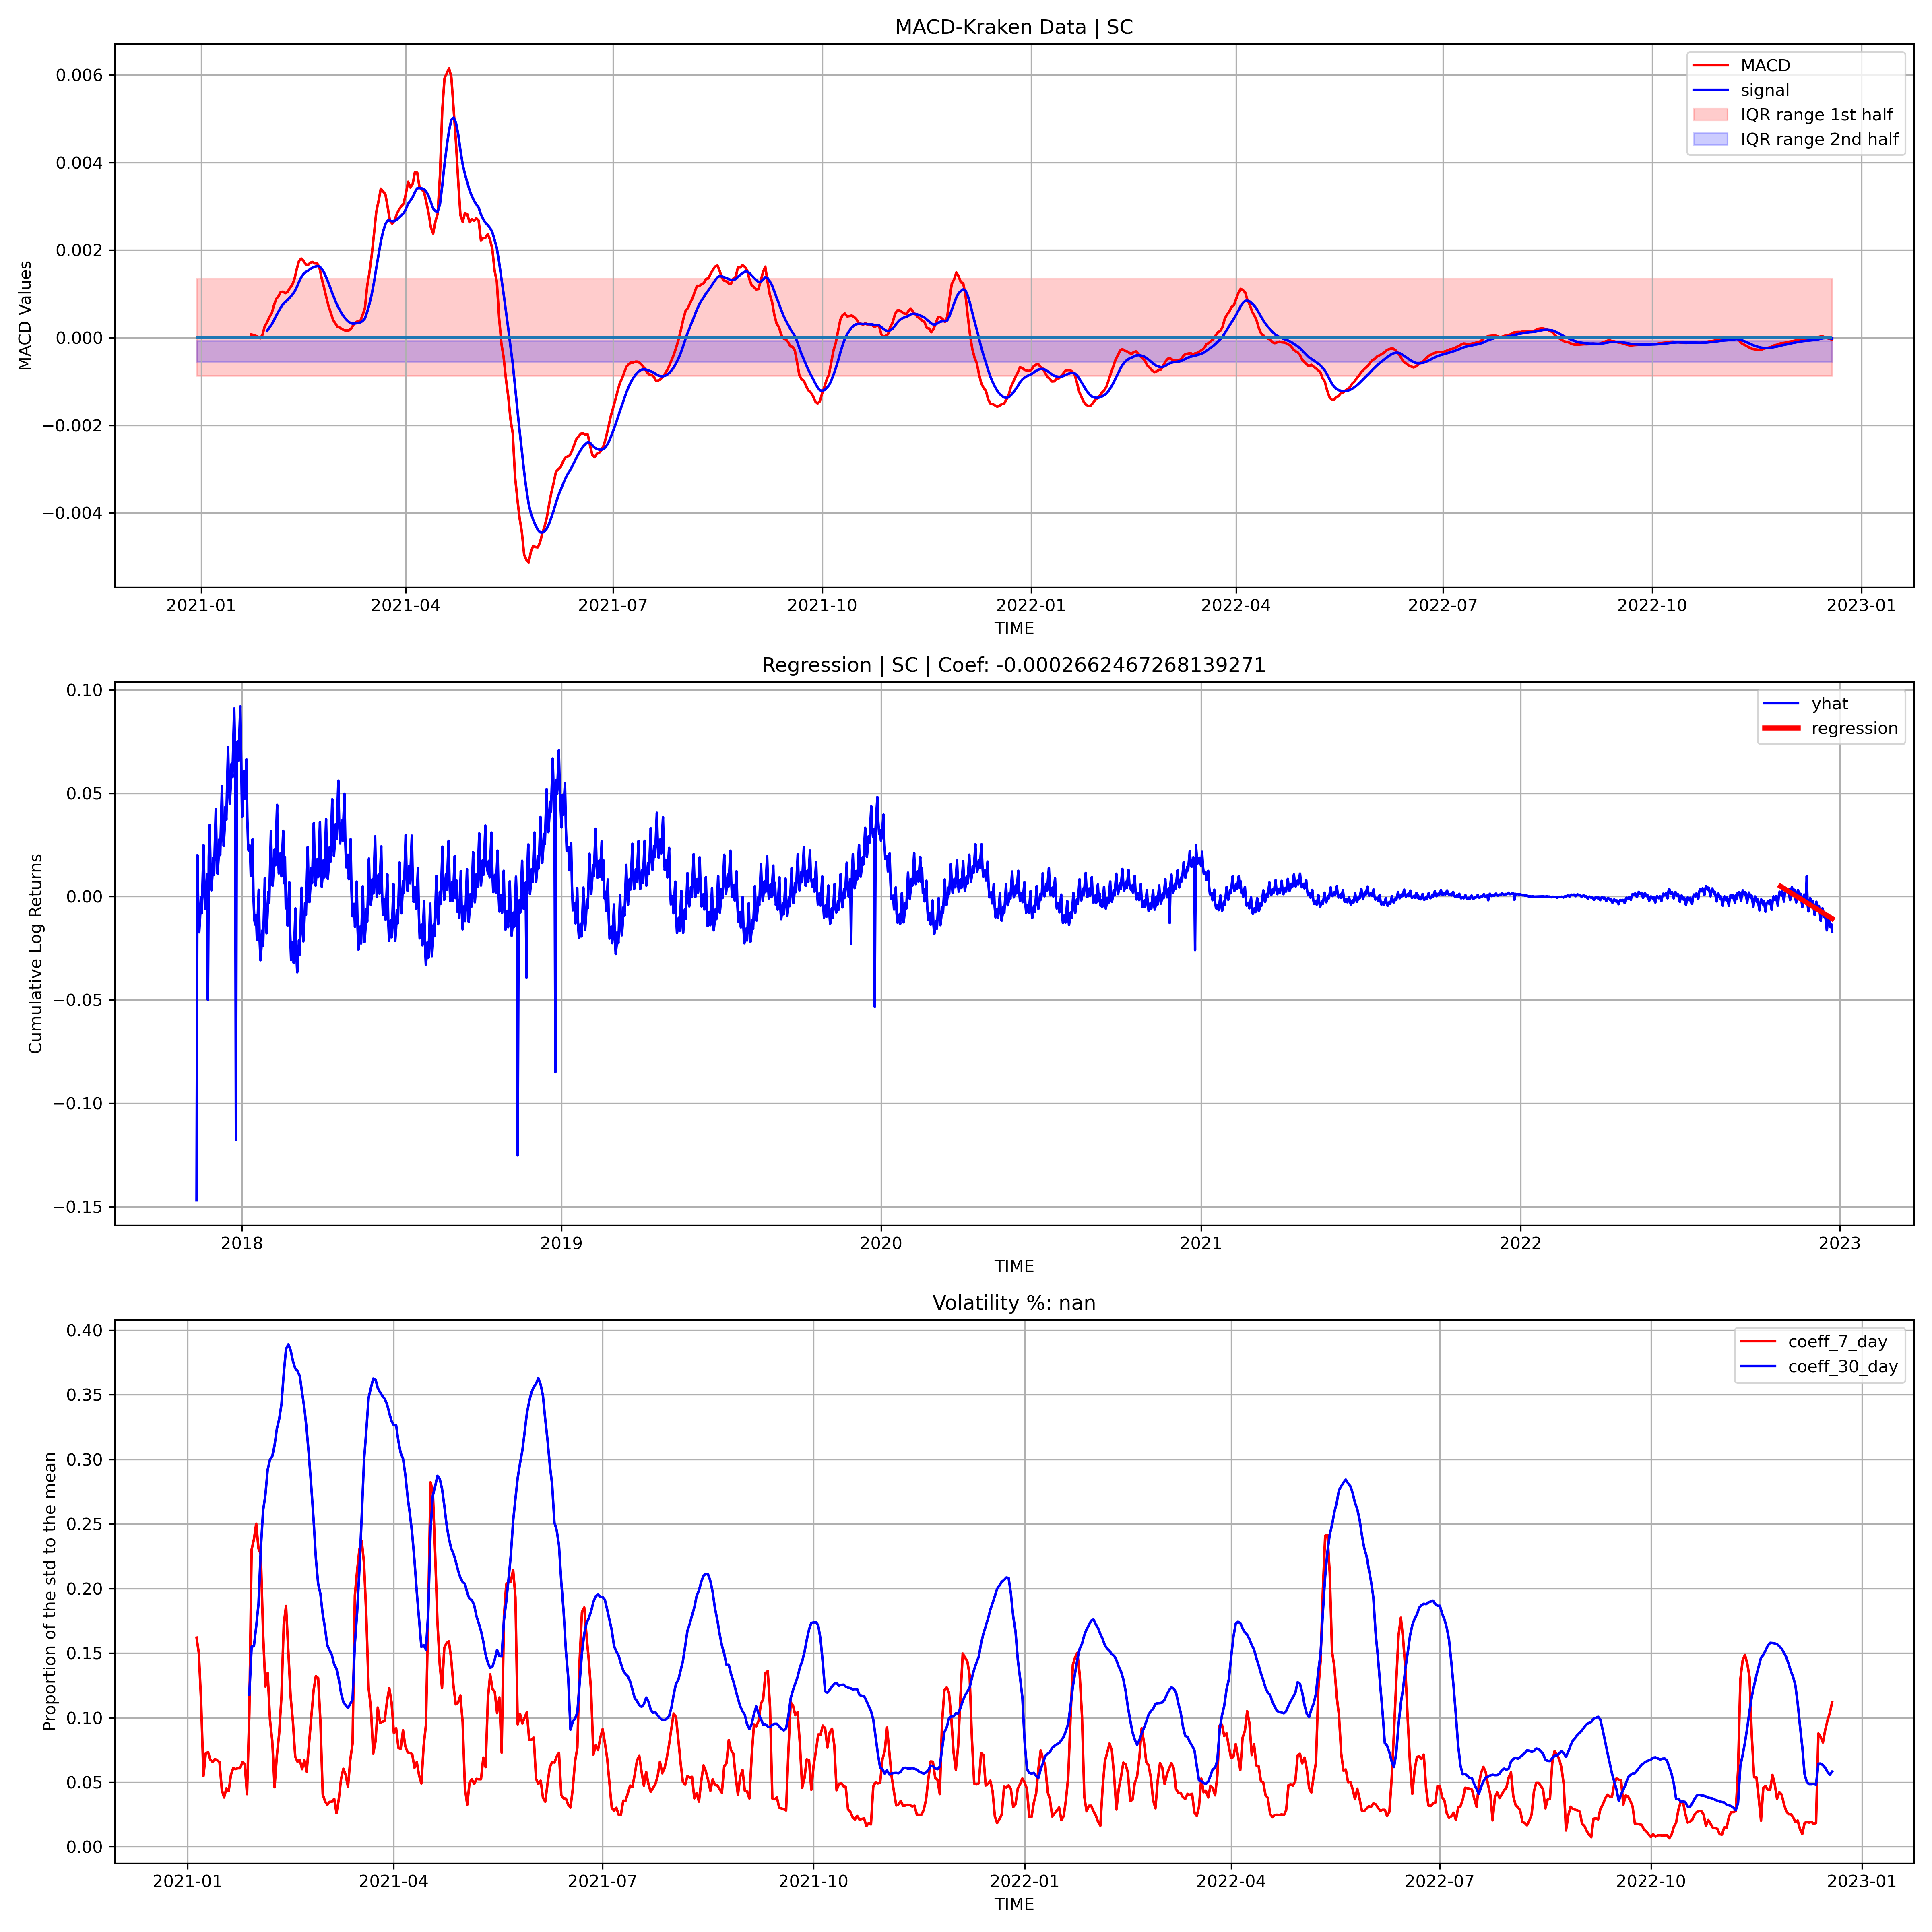 MACD-Kraken Data | SC
MACD
signal
IQR range 1st half
IQR range 2nd half
0.006
0.004
0.002
0.000
−0.002
−0.004
MACD Values
2021-01
2021-04
2021-07
2021-10
2022-01
2022-04
2022-07
2022-10
2023-01
TIME
Regression | SC | Coef: -0.0002662467268139271
yhat
regression
0.10
0.05
0.00
−0.05
−0.10
−0.15
Cumulative Log Returns
2018
2019
2020
2021
2022
2023
TIME
Volatility %: nan
coeff_7_day
coeff_30_day
0.40
0.35
0.30
0.25
0.20
0.15
0.10
0.05
0.00
Proportion of the std to the mean
2021-01
2021-04
2021-07
2021-10
2022-01
2022-04
2022-07
2022-10
2023-01
TIME